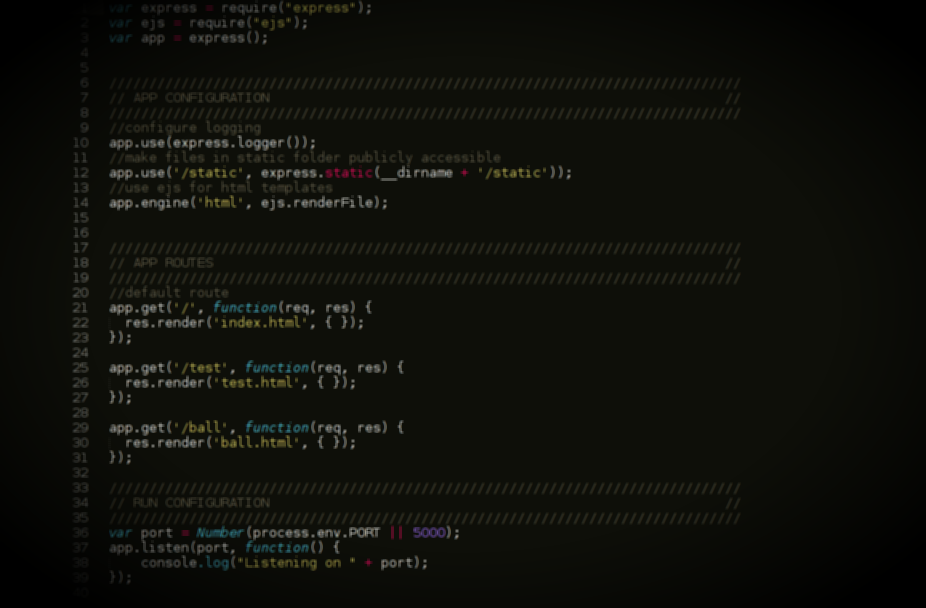 var express = require("express");
2 var ejs = require("ejs");
3 var app = express();
4
5
6 ///////////////////////////////////////////////////////////////////////////////
7 // APP CONFIGURATION //
8 ///////////////////////////////////////////////////////////////////////////////
9 //configure logging
10 app.use(express.logger());
11 //make files in static folder publicly accessible
12 app.use('/static', express.static(__dirname + '/static'));
13 //use ejs for html templates
14 app.engine('html', ejs.renderFile);
15
16
17 ///////////////////////////////////////////////////////////////////////////////
18 // APP ROUTES //
19 ///////////////////////////////////////////////////////////////////////////////
20 //default route
21 app.get('/', function(req, res) {
22 res.render('index.html', { });
23 });
24
25 app.get('/test', function(req, res) {
26 res.render('test.html', { });
27 });
28
29 app.get('/ball', function(req, res) {
30 res.render('ball.html', { });
31 });
32
33 ///////////////////////////////////////////////////////////////////////////////
34 // RUN CONFIGURATION //
35 ///////////////////////////////////////////////////////////////////////////////
36 var port = Number(process.env.PORT || 5000);
37 app.listen(port, function() {
38 console.log("Listening on " + port);
39 });